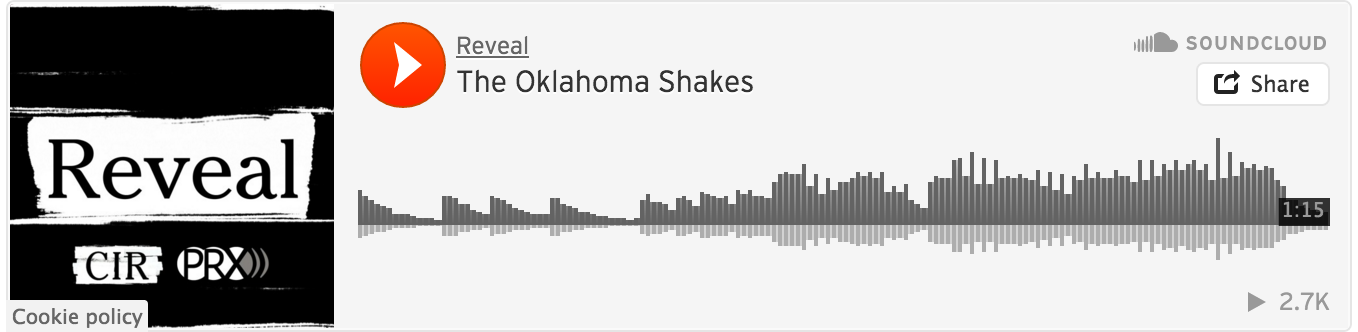 Reveal
CIR PRX
Cookie policy
Reveal
The Oklahoma Shakes
SOUNDCLOUD
Share
1:15
2.7K